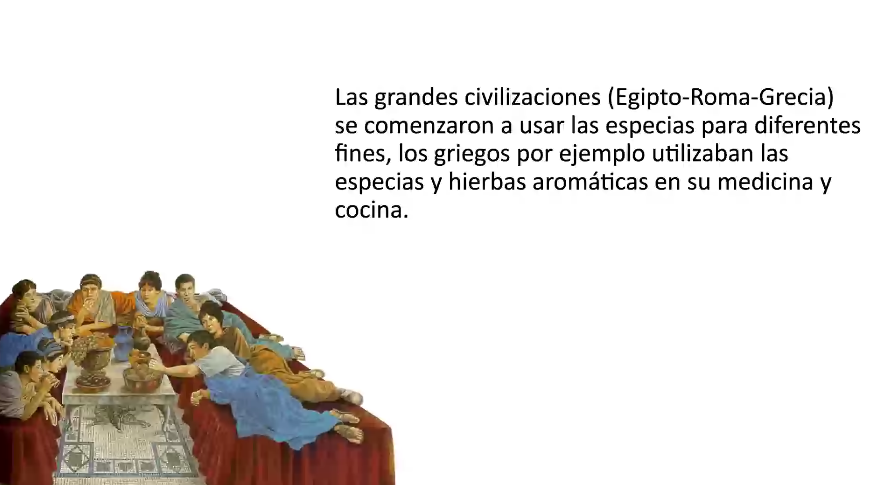 Las grandes civilizaciones (Egipto-Roma-Grecia)
se comenzaron a usar las especias para diferentes
fines, los griegos por ejemplo utilizaban las
especias y hierbas aromáticas en su medicina y
cocina.